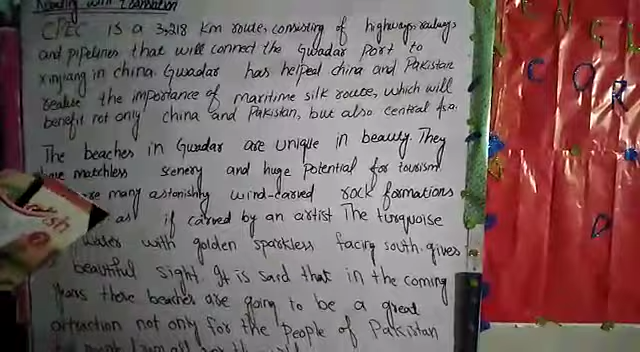 Reading with Translation
CPEC is a 3,218 Km route, consisting of highways, railways
and pipelines that will connect the Gwadar Port to
xinjiang in china. Gwadar has helped china and Pakistan
realise the importance of maritime silk route, which will
benefit not only china and Pakistan, but also central Asia.
The beaches in Gwadar are unique in beauty. They
have matchless scenery and huge Potential for tourism
are many astonishly wind-carved rock formations
as if carved by an artist The turquoise
water with golden sparkless facing south. gives
beautiful sight. It is said that in the coming
years these beaches are going to be a great
attraction not only for the people of Pakistan
E N G
C O R
D